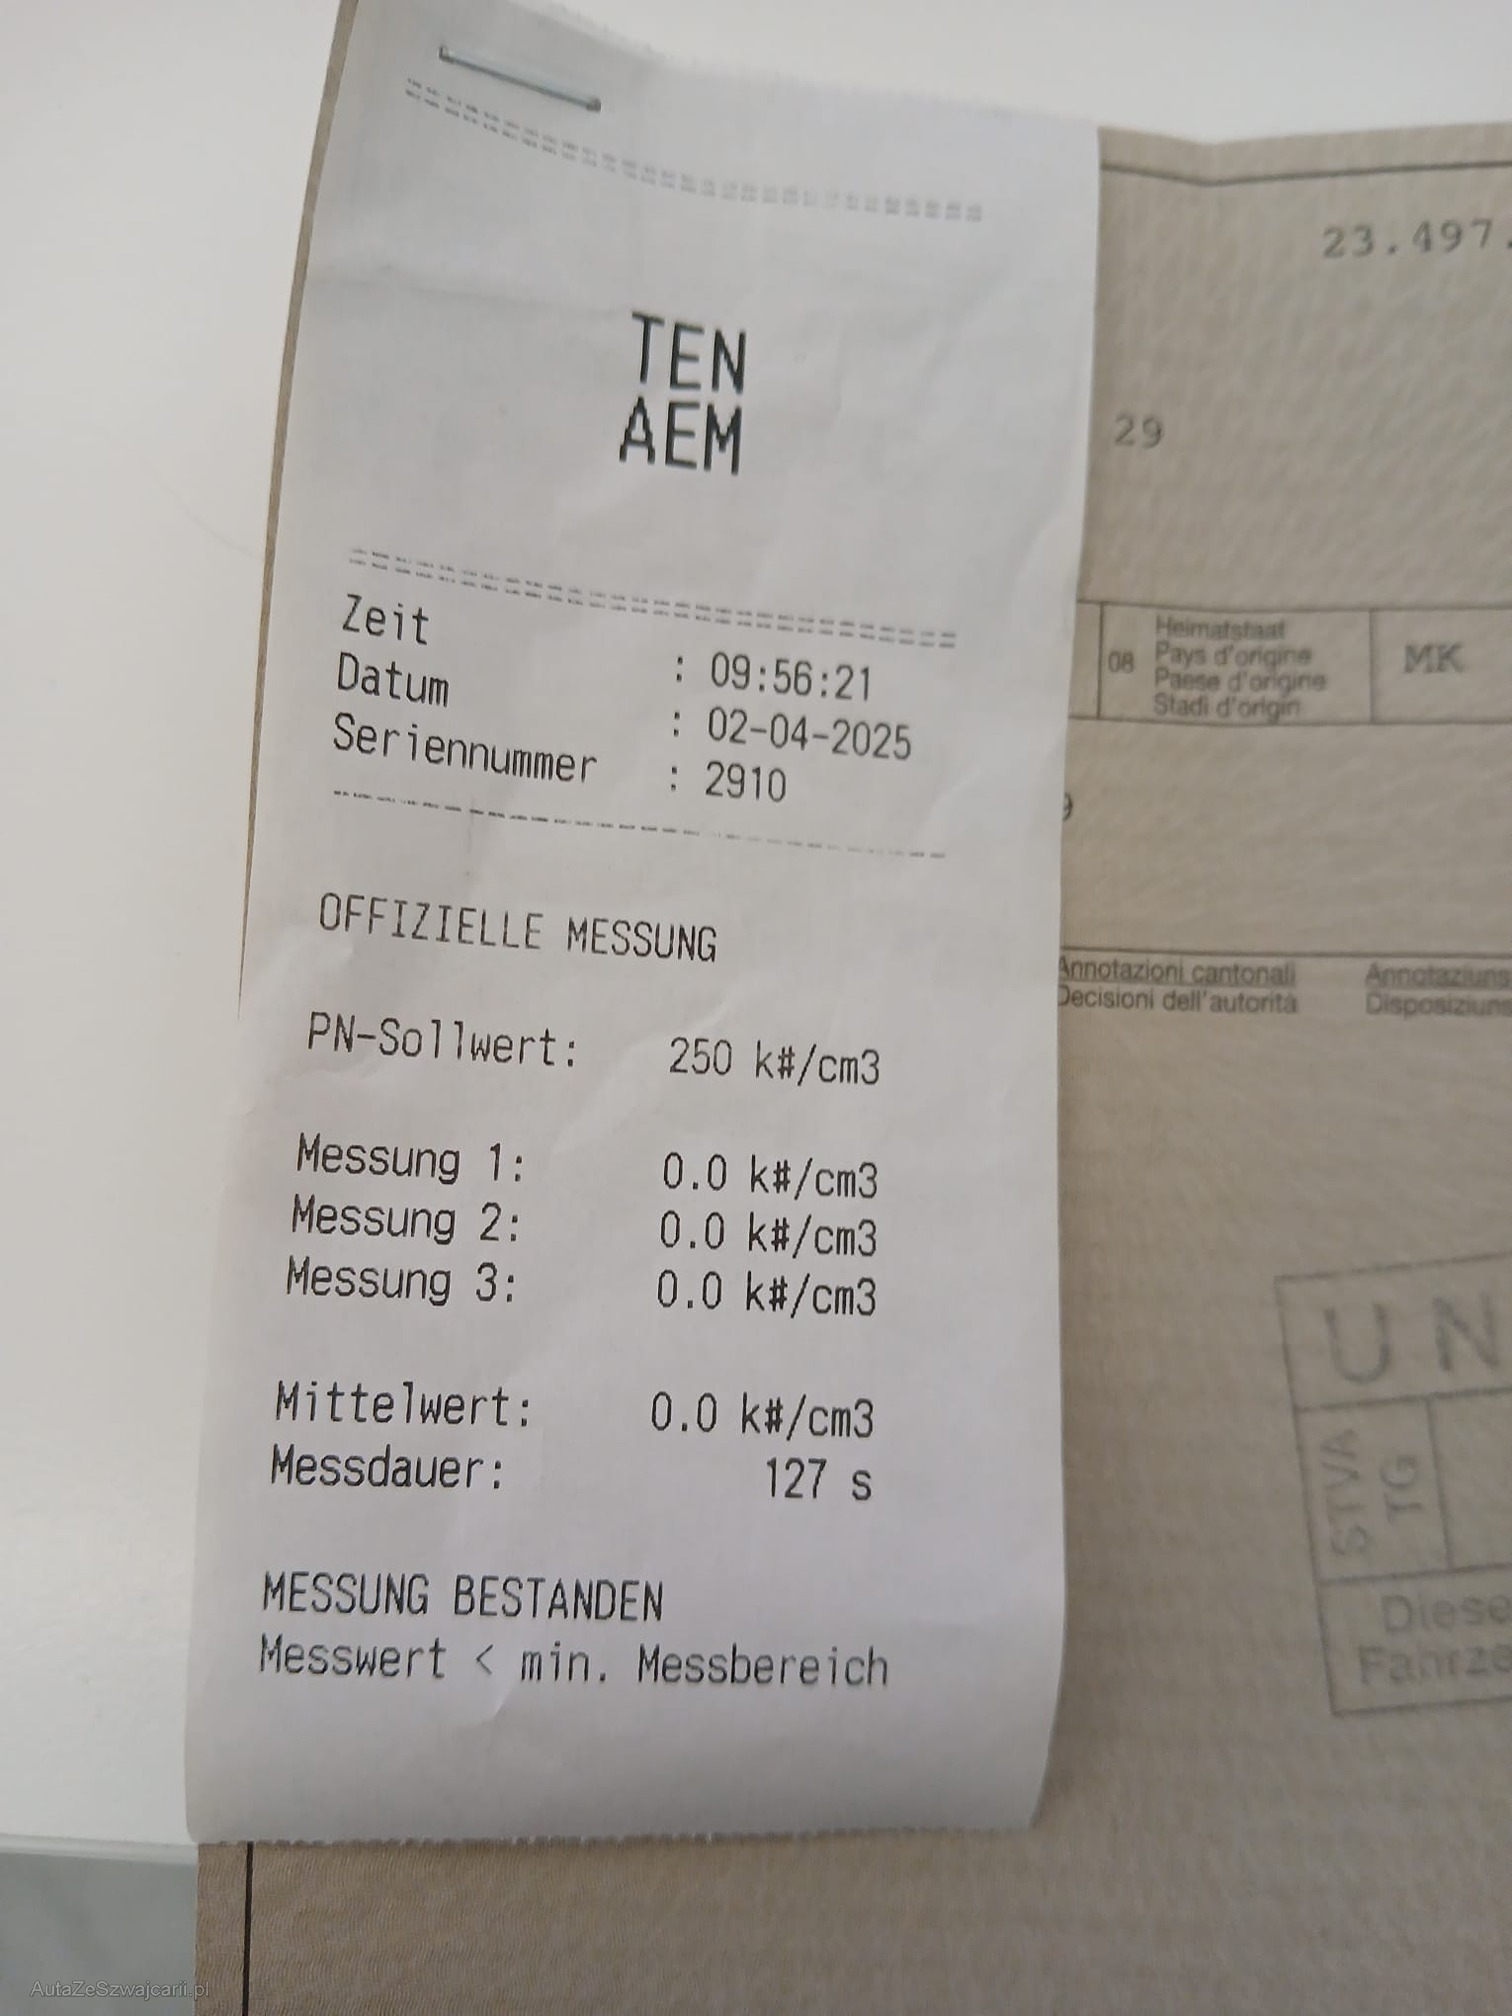 TEN
AEM
Zeit : 09:56:21
Datum : 02-04-2025
Seriennummer : 2910
OFFIZIELLE MESSUNG
PN-Sollwert: 250 k#/cm3
Messung 1: 0.0 k#/cm3
Messung 2: 0.0 k#/cm3
Messung 3: 0.0 k#/cm3
Mittelwert: 0.0 k#/cm3
Messdauer: 127 s
MESSUNG BESTANDEN
Messwert < min. Messbereich
23.497.
29
08
Heimatstaat
Pays d'origine
Paese d'origine
Stadi d'origin
MK
Annotazioni cantonali
Decisioni dell'autorità
Annotaziuns
Disposiziuns
UN
STVA
TG
Diese
Fahrze
AutaZeSzwajcarii.pl